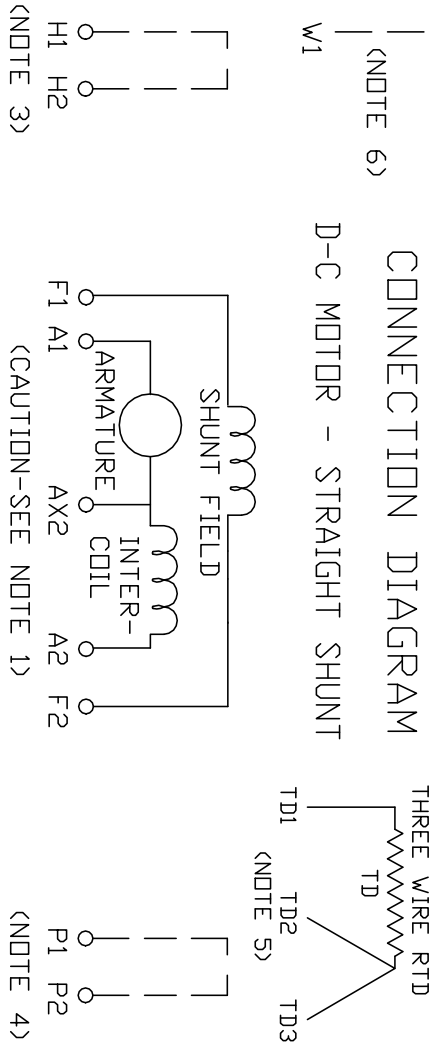 CONNECTION DIAGRAM
D-C MOTOR - STRAIGHT SHUNT
W1
(NOTE 6)
H1 H2
(NOTE 3)
SHUNT FIELD
ARMATURE
INTER-
COIL
F1 A1 AX2 A2 F2
(CAUTION-SEE NOTE 1)
THREE WIRE RTD
TD
TD1 TD2 TD3
(NOTE 5)
P1 P2
(NOTE 4)